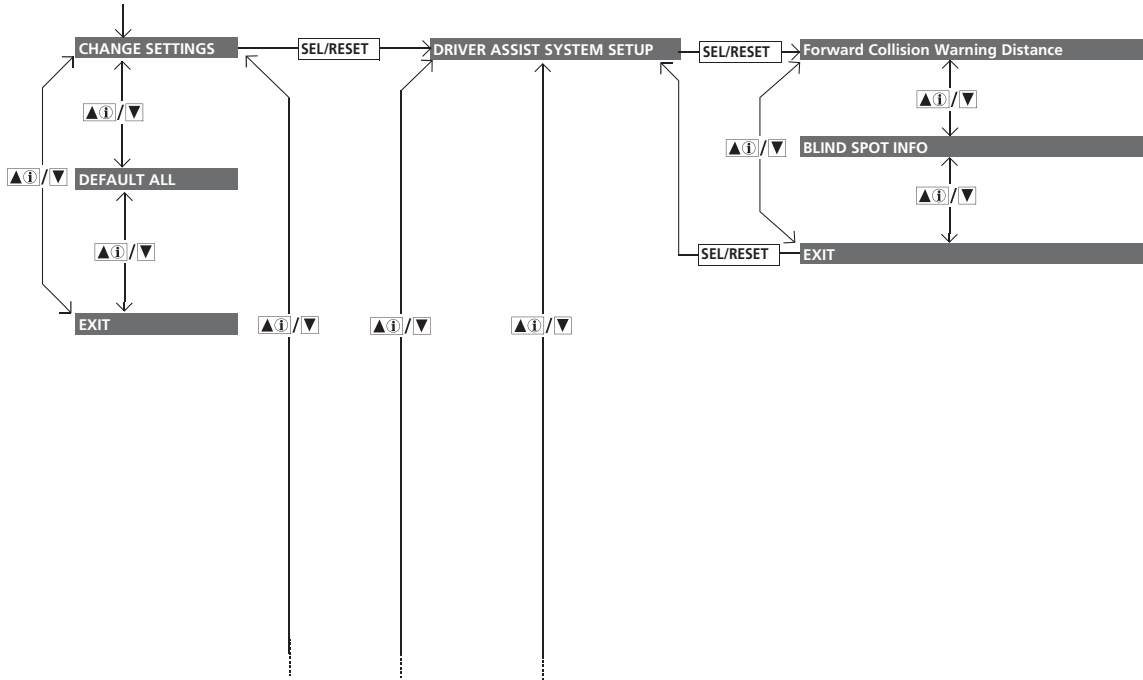 CHANGE SETTINGS
SEL/RESET
DRIVER ASSIST SYSTEM SETUP
SEL/RESET
Forward Collision Warning Distance
▲ⓘ/▼
▲ⓘ/▼
▲ⓘ/▼
BLIND SPOT INFO
▲ⓘ/▼
DEFAULT ALL
▲ⓘ/▼
▲ⓘ/▼
SEL/RESET
EXIT
EXIT
▲ⓘ/▼
▲ⓘ/▼
▲ⓘ/▼